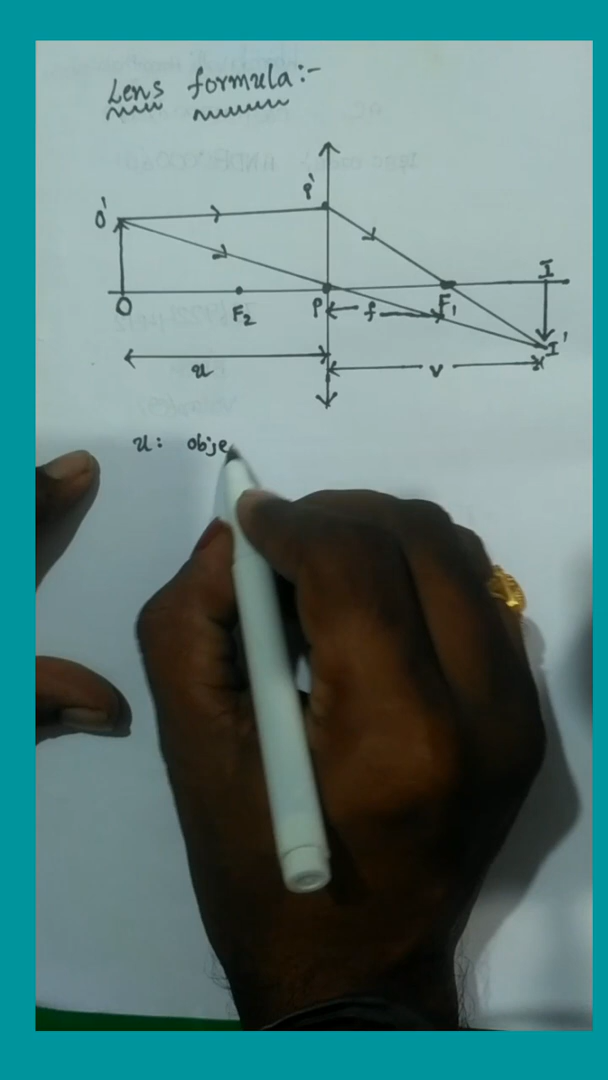 Lens formula:-
P'
O'
I
O F₂ P f F₁
I'
u v
u: obje